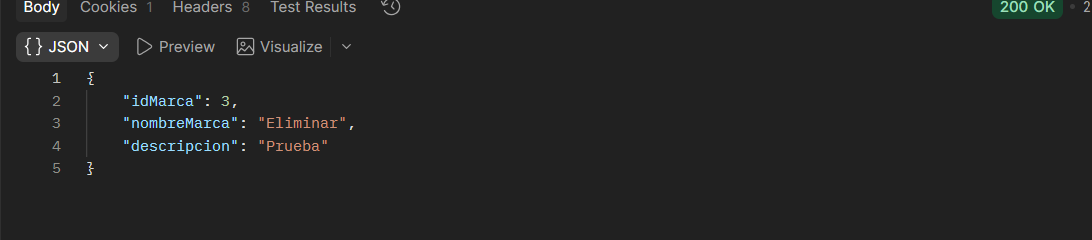 Body Cookies 1 Headers 8 Test Results 200 OK • 2
{} JSON Preview Visualize
1 {
2 "idMarca": 3,
3 "nombreMarca": "Eliminar",
4 "descripcion": "Prueba"
5 }